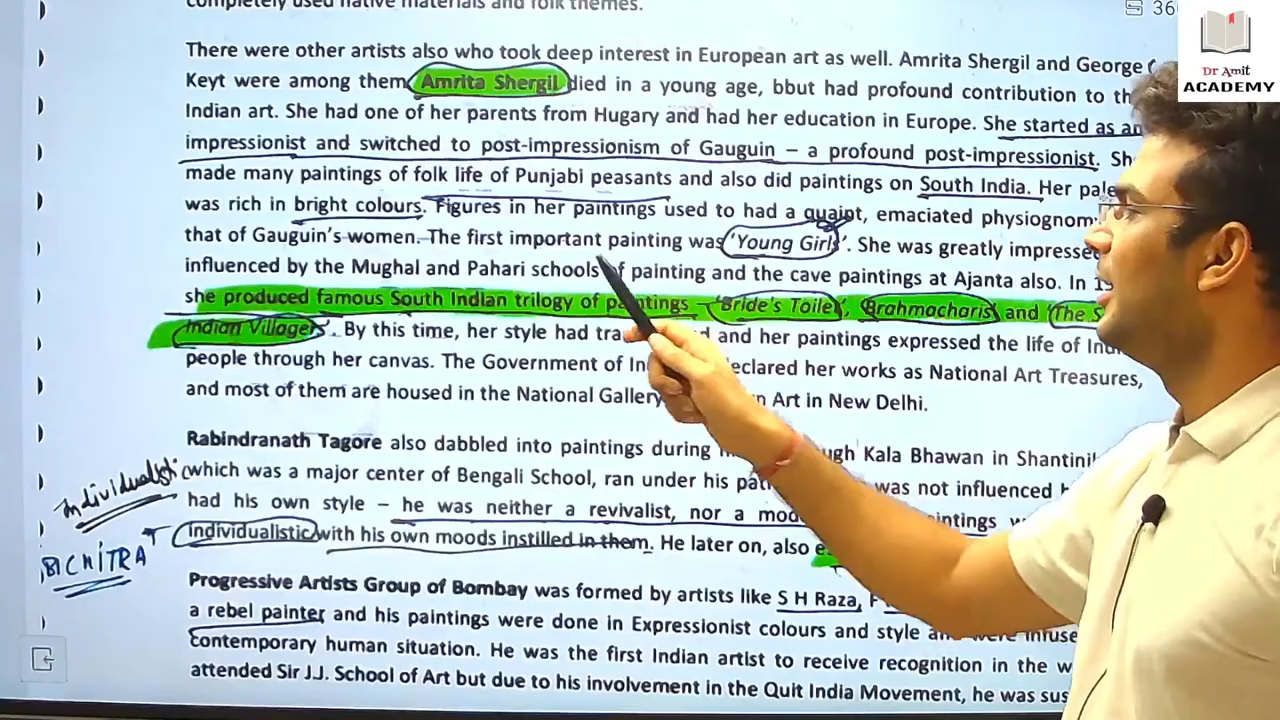 completely used native materials and folk themes.
36
Dr Amit
ACADEMY
There were other artists also who took deep interest in European art as well. Amrita Shergil and George
Keyt were among them. Amrita Shergil died in a young age, bbut had profound contribution to th
Indian art. She had one of her parents from Hugary and had her education in Europe. She started as an
impressionist and switched to post-impressionism of Gauguin – a profound post-impressionist. Sh
made many paintings of folk life of Punjabi peasants and also did paintings on South India. Her pale
was rich in bright colours. Figures in her paintings used to had a quaint, emaciated physiognom
that of Gauguin's women. The first important painting was 'Young Girls'. She was greatly impresse
influenced by the Mughal and Pahari schools of painting and the cave paintings at Ajanta also. In 1
she produced famous South Indian trilogy of paintings – 'Bride's Toilet', Brahmacharis' and 'The S
Indian Villagers'. By this time, her style had tra and her paintings expressed the life of Ind
people through her canvas. The Government of In declared her works as National Art Treasures,
and most of them are housed in the National Gallery n Art in New Delhi.
Rabindranath Tagore also dabbled into paintings during ugh Kala Bhawan in Shantini
Individualstic
(which was a major center of Bengali School, ran under his pat was not influenced
had his own style – he was neither a revivalist, nor a mod intings w
BICHITRA
individualistic with his own moods instilled in them. He later on, also e
Progressive Artists Group of Bombay was formed by artists like S H Raza, F
a rebel painter and his paintings were done in Expressionist colours and style an were infuse
contemporary human situation. He was the first Indian artist to receive recognition in the w
attended Sir J.J. School of Art but due to his involvement in the Quit India Movement, he was sus